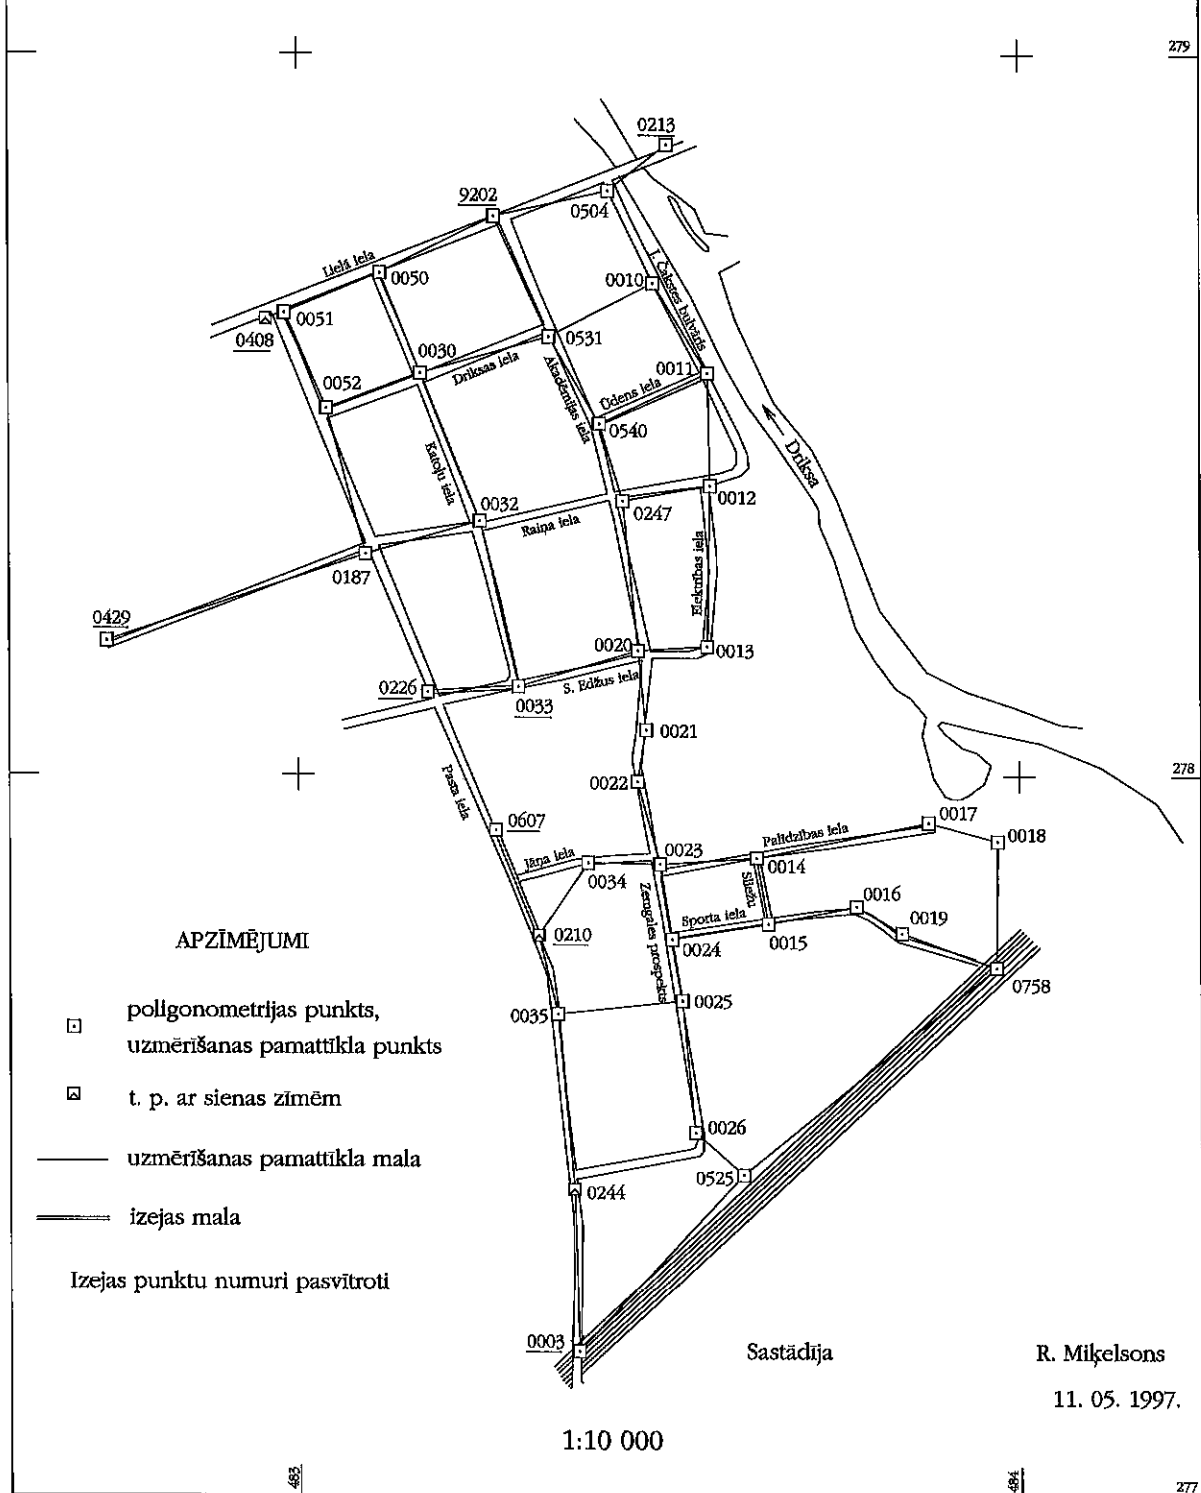 279
0213
9202
0504
Lielā iela
0050
0010
J. Čakstes bulvāris
0051
0408
0531
0030
Driksas iela
0011
0052
Akadēmijas iela
Ūdens iela
0540
Driksa
Katoļu iela
0032
0247
0012
Raiņa iela
0187
Elektrības iela
0429
0020
0013
0226
0033
S. Edžus iela
0021
278
0022
Pasta iela
0607
0017
Palīdzības iela
0018
Jāņa iela
0034
0023
0014
Sliežu
0016
Zemgales prospekts
Sporta iela
0019
0210
0024
0015
APZĪMĒJUMI
0758
poligonometrijas punkts,
uzmērīšanas pamattīkla punkts
0035
0025
t. p. ar sienas zīmēm
0026
uzmērīšanas pamattīkla mala
0525
0244
izejas mala
Izejas punktu numuri pasvītroti
0003
Sastādīja
R. Miķelsons
11. 05. 1997.
1:10 000
483
484
277